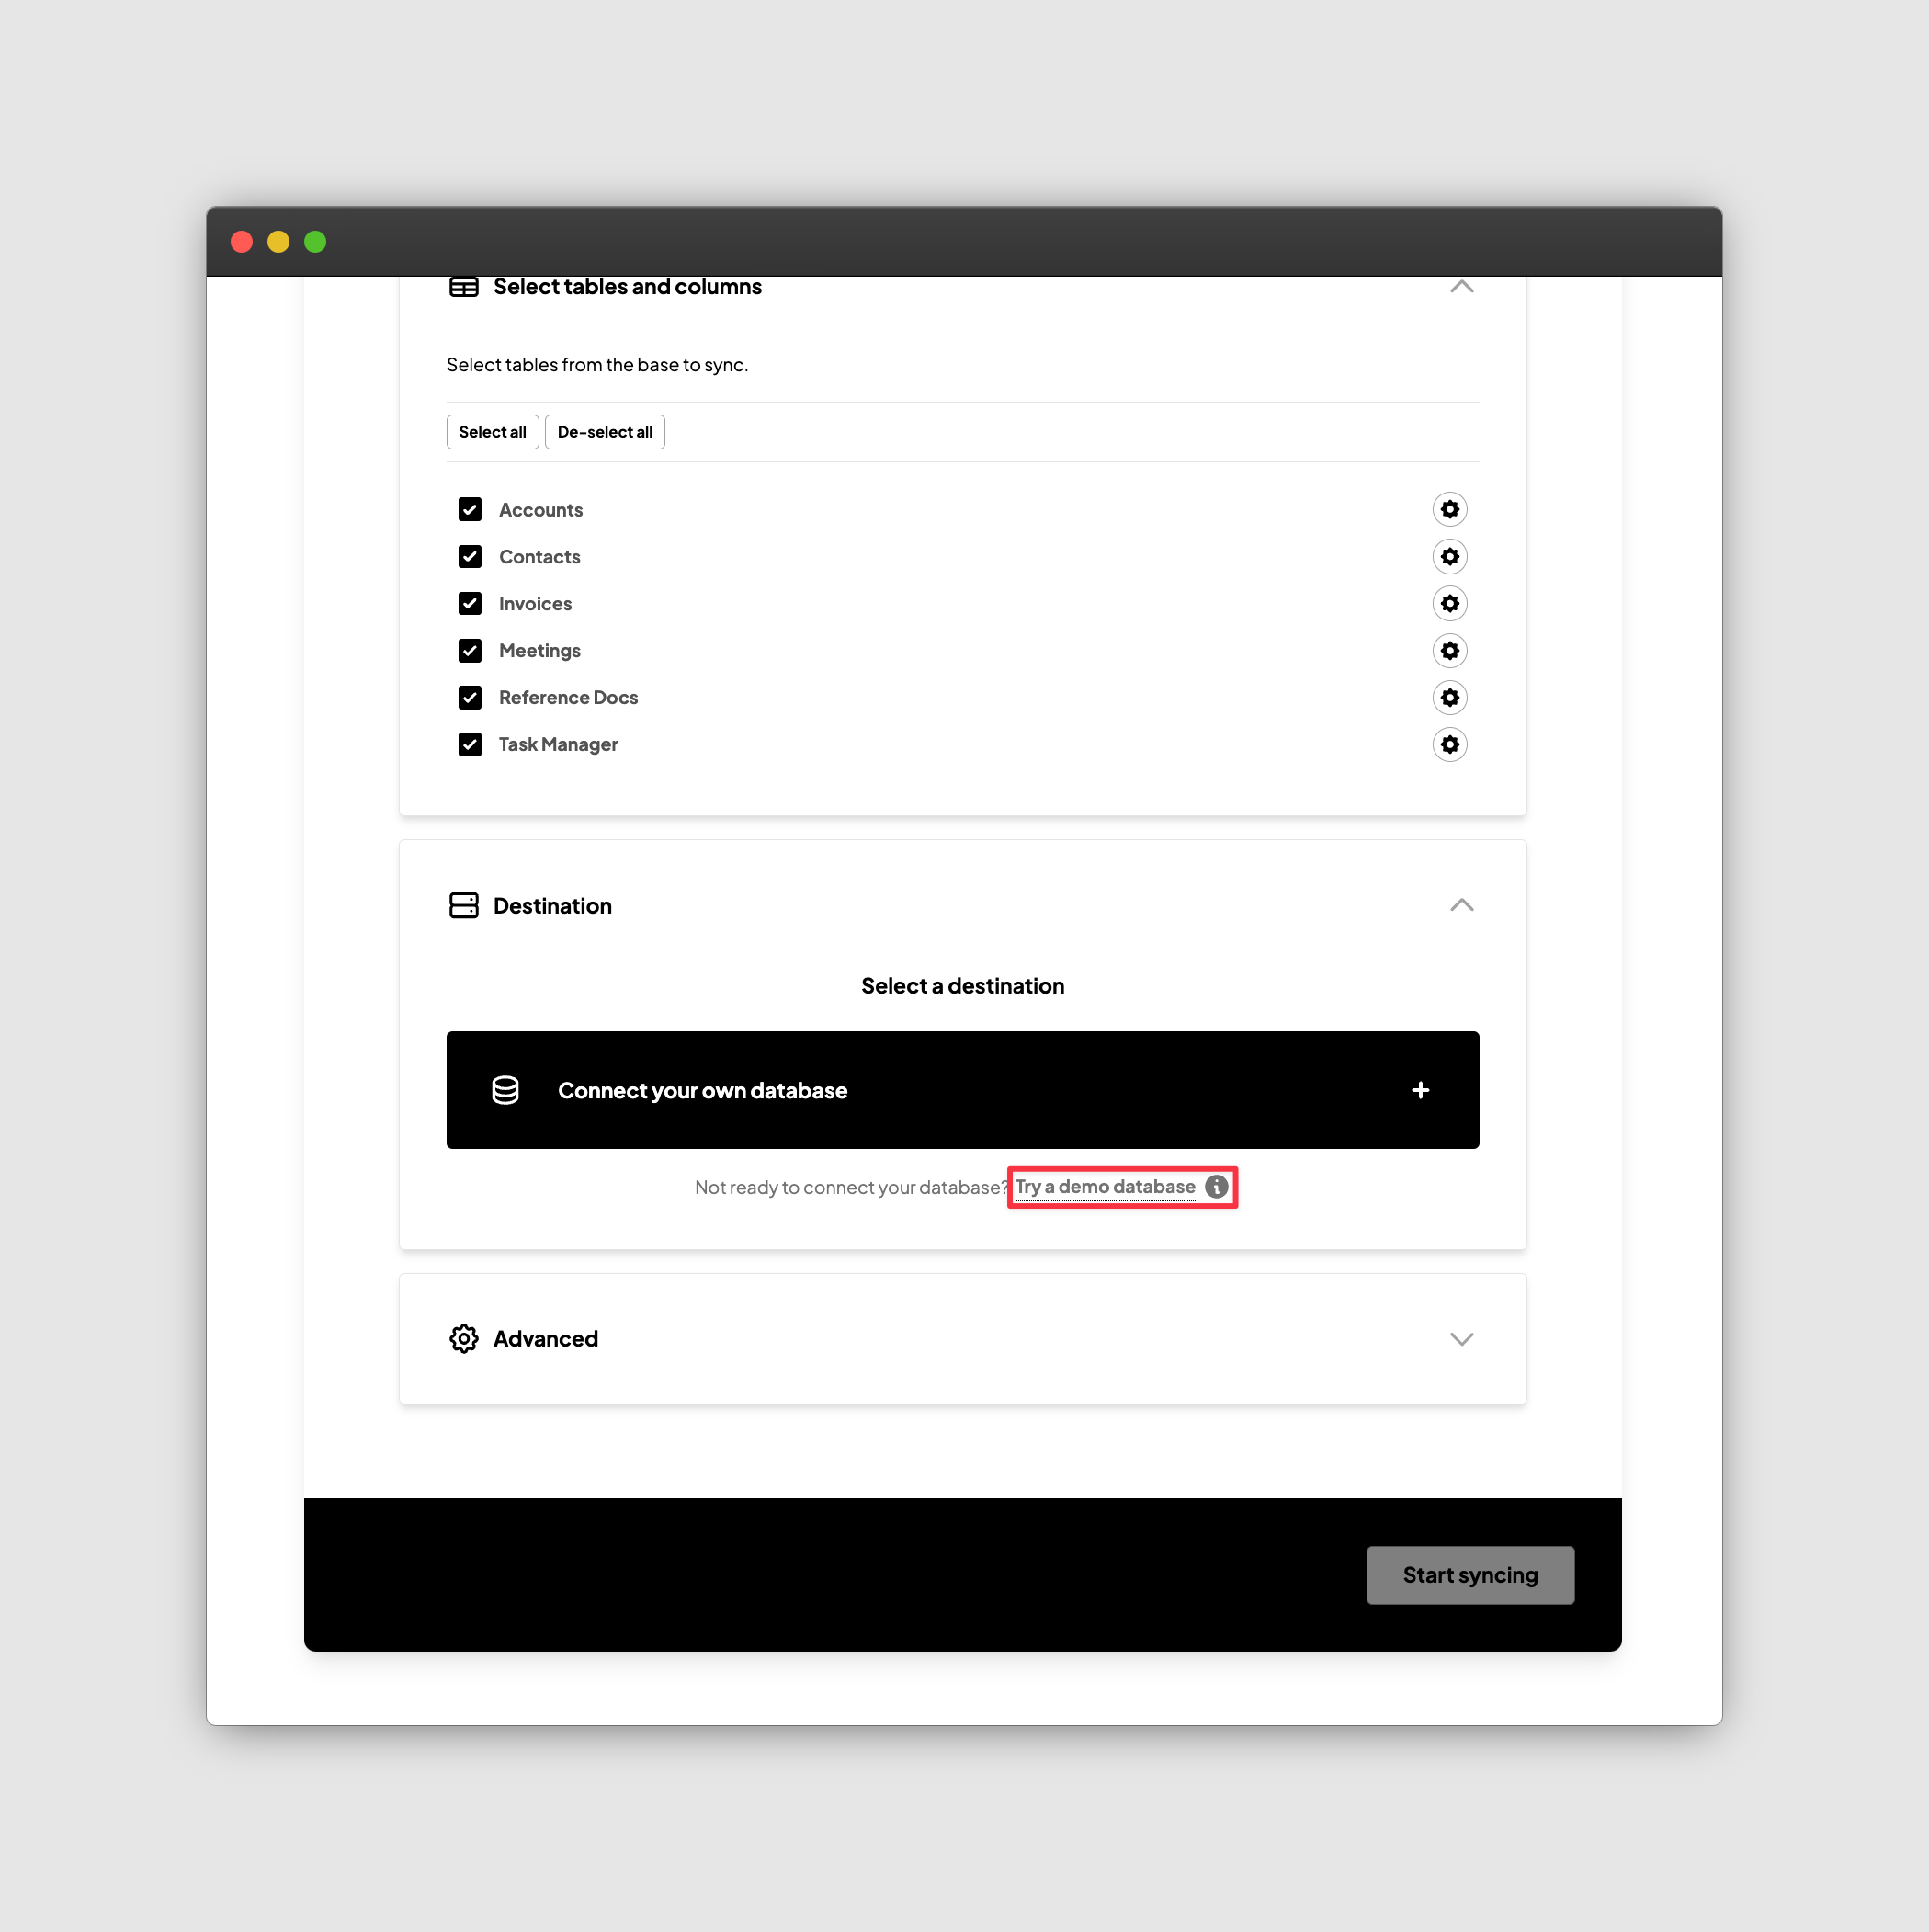 Select tables and columns
Select tables from the base to sync.
Select all De-select all
Accounts
Contacts
Invoices
Meetings
Reference Docs
Task Manager
Destination
Select a destination
Connect your own database
Not ready to connect your database? Try a demo database
Advanced
Start syncing